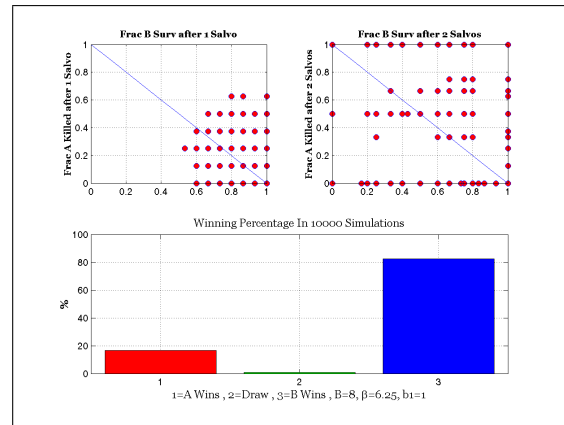 Frac B Surv after 1 Salvo
Frac A Killed after 1 Salvo
1
0.8
0.6
0.4
0.2
0
0 0.2 0.4 0.6 0.8 1
Frac B Surv after 2 Salvos
Frac A Killed after 2 Salvos
1
0.8
0.6
0.4
0.2
0
0 0.2 0.4 0.6 0.8 1
Winning Percentage In 10000 Simulations
%
100
80
60
40
20
0
1 2 3
1=A Wins , 2=Draw , 3=B Wins , B=8, β=6.25, b1=1